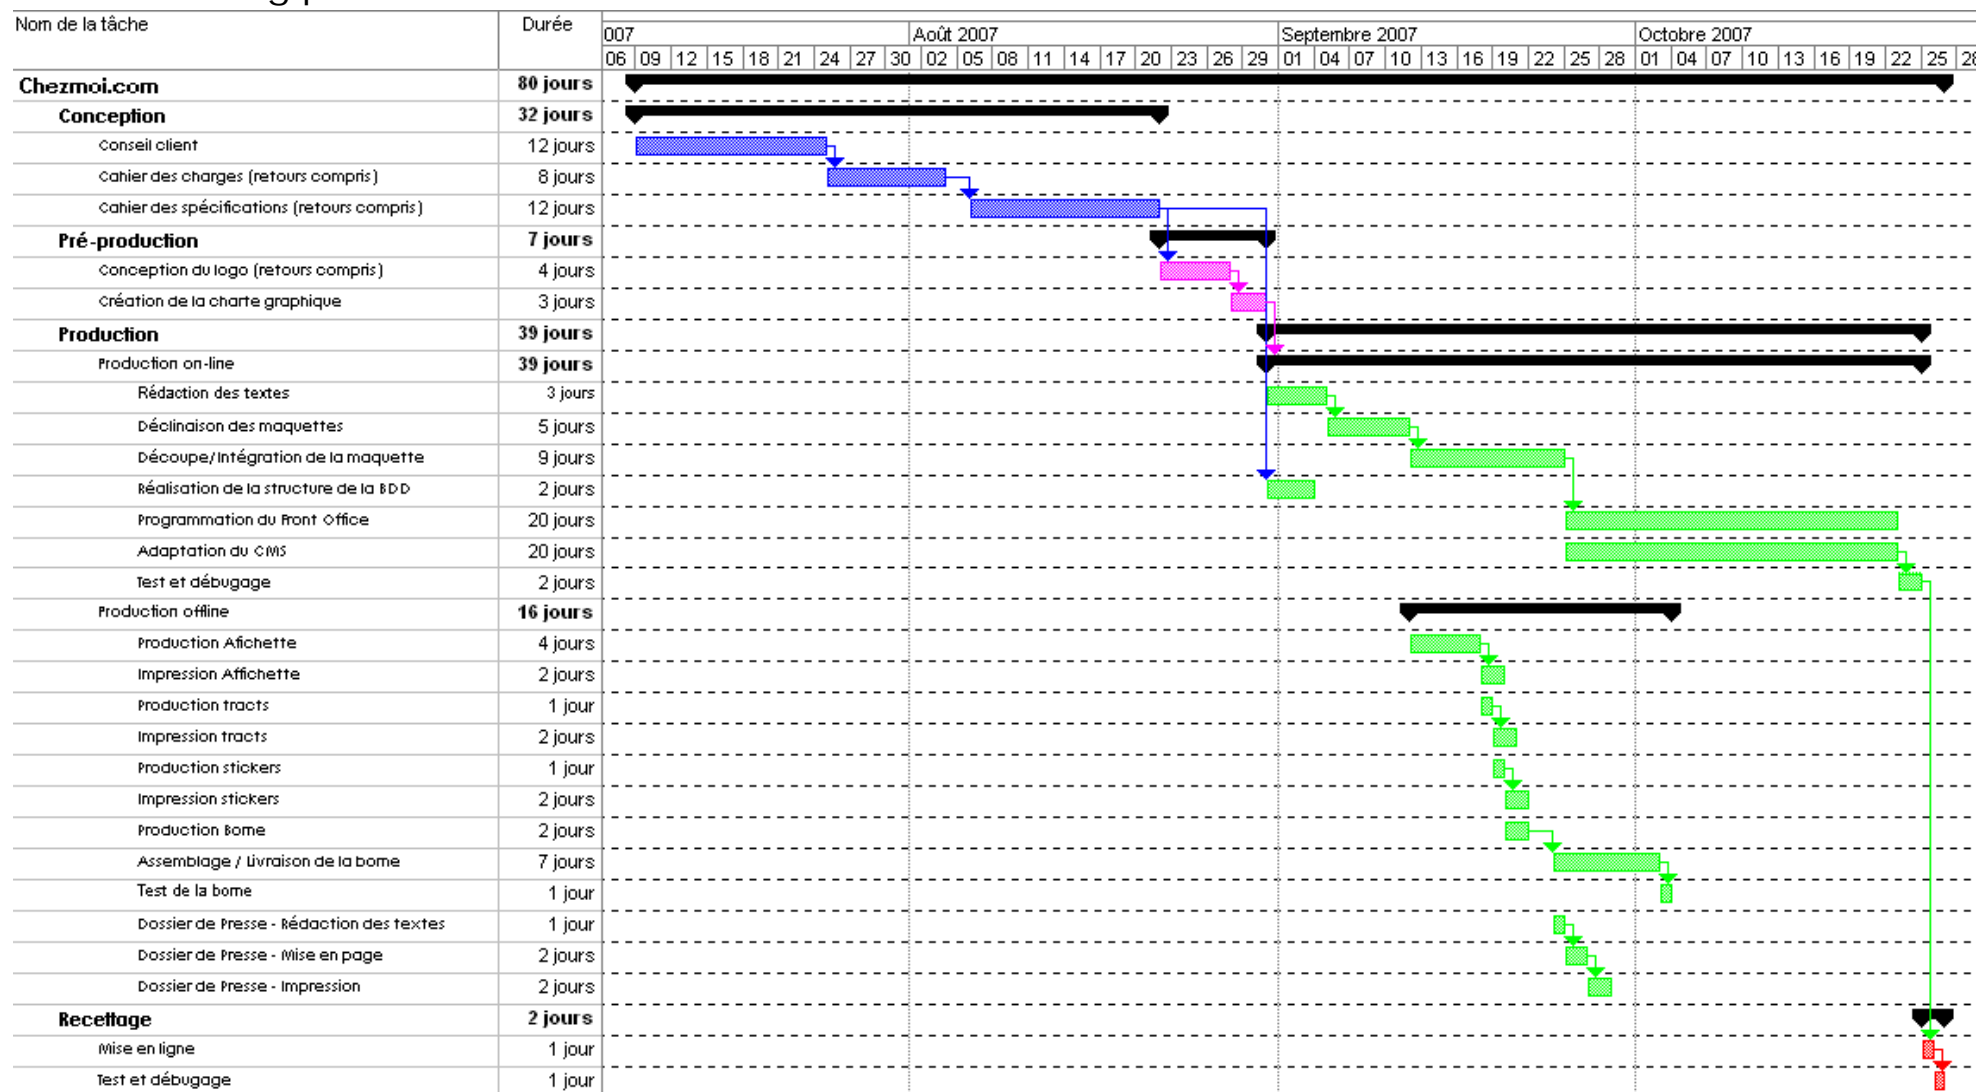 Nom de la tâche Durée
007 Août 2007 Septembre 2007 Octobre 2007
06 09 12 15 18 21 24 27 30 02 05 08 11 14 17 20 23 26 29 01 04 07 10 13 16 19 22 25 28 01 04 07 10 13 16 19 22 25 28
Chezmoi.com 80 jours
Conception 32 jours
Conseil client 12 jours
Cahier des charges (retours compris) 8 jours
Cahier des spécifications (retours compris) 12 jours
Pré-production 7 jours
Conception du logo (retours compris) 4 jours
Création de la charte graphique 3 jours
Production 39 jours
Production on-line 39 jours
Rédaction des textes 3 jours
Déclinaison des maquettes 5 jours
Découpe/Intégration de la maquette 9 jours
Réalisation de la structure de la BDD 2 jours
Programmation du Front Office 20 jours
Adaptation du CMS 20 jours
Test et débugage 2 jours
Production offline 16 jours
Production Afichette 4 jours
Impression Affichette 2 jours
Production tracts 1 jour
Impression tracts 2 jours
Production stickers 1 jour
Impression stickers 2 jours
Production Borne 2 jours
Assemblage / Livraison de la borne 7 jours
Test de la borne 1 jour
Dossier de Presse - Rédaction des textes 1 jour
Dossier de Presse - Mise en page 2 jours
Dossier de Presse - Impression 2 jours
Recettage 2 jours
Mise en ligne 1 jour
Test et débugage 1 jour